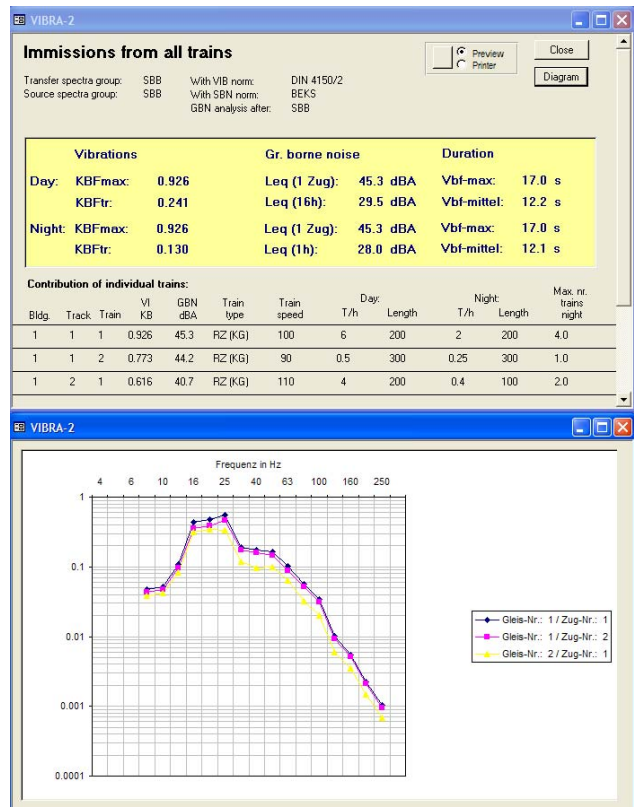 VIBRA-2
Immissions from all trains
Preview
Printer
Close
Diagram
Transfer spectra group: SBB With VIB norm: DIN 4150/2
Source spectra group: SBB With SBN norm: BEKS
GBN analysis after: SBB
Vibrations Gr. borne noise Duration
Day: KBFmax: 0.926 Leq (1 Zug): 45.3 dBA Vbf-max: 17.0 s
KBFtr: 0.241 Leq (16h): 29.5 dBA Vbf-mittel: 12.2 s
Night: KBFmax: 0.926 Leq (1 Zug): 45.3 dBA Vbf-max: 17.0 s
KBFtr: 0.130 Leq (1h): 28.0 dBA Vbf-mittel: 12.1 s
Contribution of individual trains:
Bldg. Track Train VI KB GBN dBA Train type Train speed Day: T/h Length Night: T/h Length Max. nr. trains night
1 1 1 0.926 45.3 RZ (KG) 100 6 200 2 200 4.0
1 1 2 0.773 44.2 RZ (KG) 90 0.5 300 0.25 300 1.0
1 2 1 0.616 40.7 RZ (KG) 110 4 200 0.4 100 2.0
VIBRA-2
Frequenz in Hz
4 6 10 16 25 40 63 100 160 250
1
0.1
0.01
0.001
0.0001
Gleis-Nr.: 1 / Zug-Nr.: 1
Gleis-Nr.: 1 / Zug-Nr.: 2
Gleis-Nr.: 2 / Zug-Nr.: 1